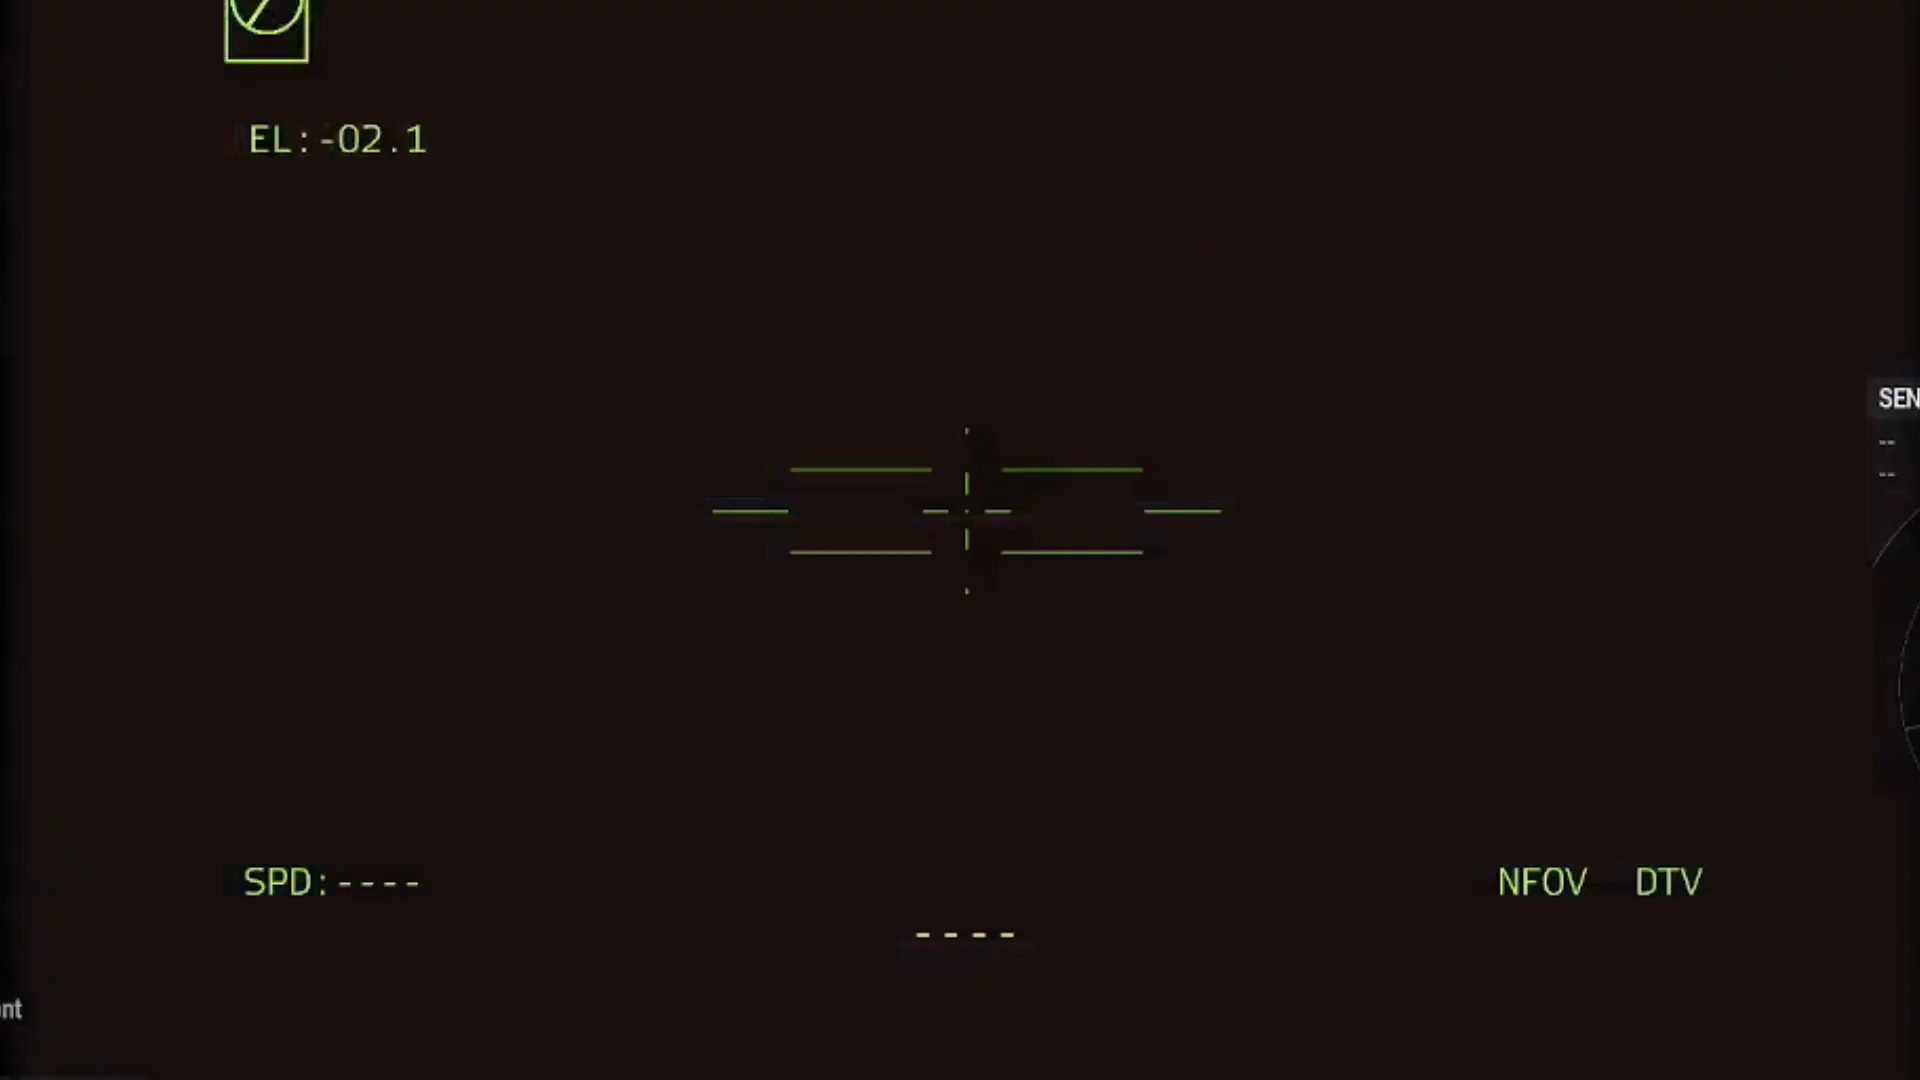 EL:-02.1
SEN
--
--
SPD:----
NFOV DTV
----